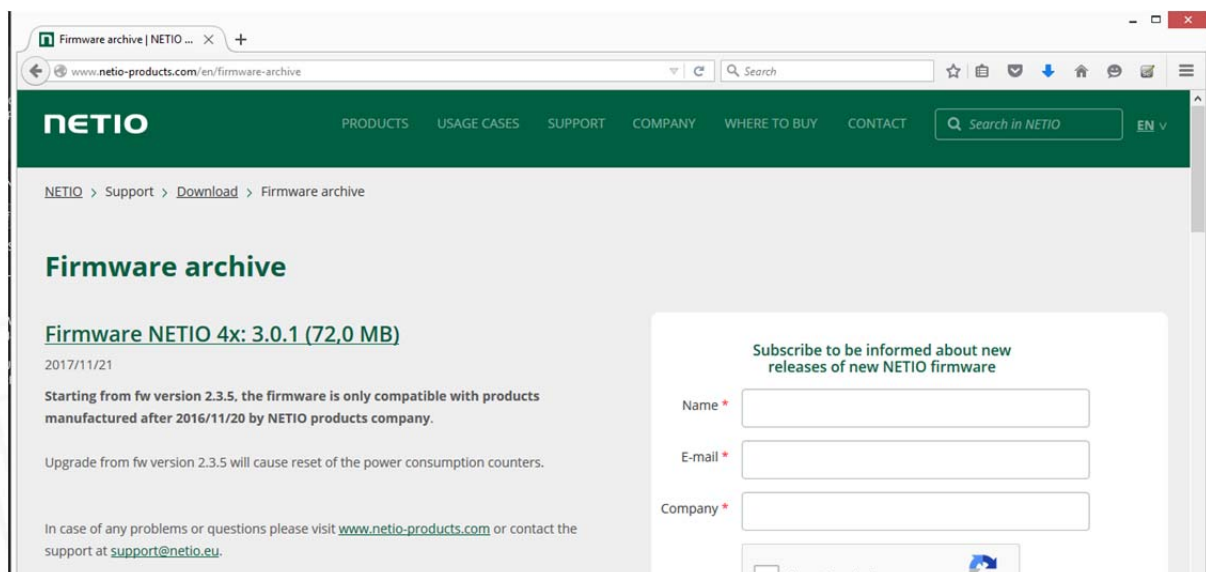 Firmware archive | NETIO ...
www.netio-products.com/en/firmware-archive
Search
NETIO
PRODUCTS USAGE CASES SUPPORT COMPANY WHERE TO BUY CONTACT
Search in NETIO
EN
NETIO > Support > Download > Firmware archive
Firmware archive
Firmware NETIO 4x: 3.0.1 (72,0 MB)
2017/11/21
Starting from fw version 2.3.5, the firmware is only compatible with products
manufactured after 2016/11/20 by NETIO products company.
Upgrade from fw version 2.3.5 will cause reset of the power consumption counters.
In case of any problems or questions please visit www.netio-products.com or contact the
support at support@netio.eu.
Subscribe to be informed about new
releases of new NETIO firmware
Name *
E-mail *
Company *